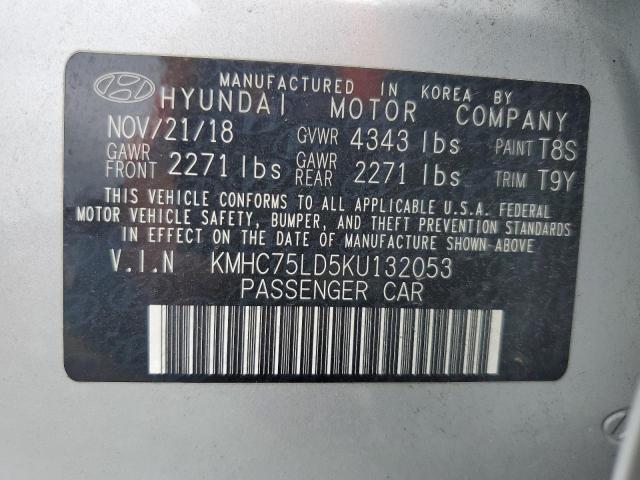 MANUFACTURED IN KOREA BY
HYUNDAI MOTOR COMPANY
NOV/21/18 GVWR 4343 lbs PAINT T8S
GAWR FRONT 2271 lbs GAWR REAR 2271 lbs TRIM T9Y
THIS VEHICLE CONFORMS TO ALL APPLICABLE U.S.A. FEDERAL
MOTOR VEHICLE SAFETY, BUMPER, AND THEFT PREVENTION STANDARDS
IN EFFECT ON THE DATE OF MANUFACTURE SHOWN-ABOVE
V.I.N KMHC75LD5KU132053
PASSENGER CAR